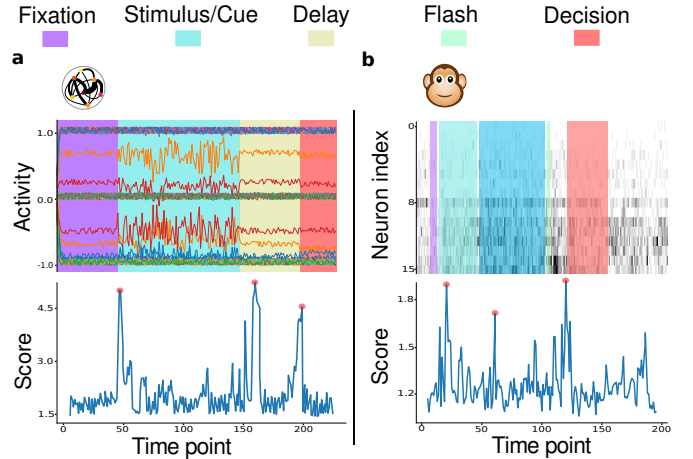 Fixation Stimulus/Cue Delay Flash Decision
a
Activity
1.0
0.0
-1.0
Score
4.5
3.0
1.5
0 50 100 150 200
Time point
b
Neuron index
0
8
15
Score
1.8
1.5
1.2
0 50 100 150 200
Time point